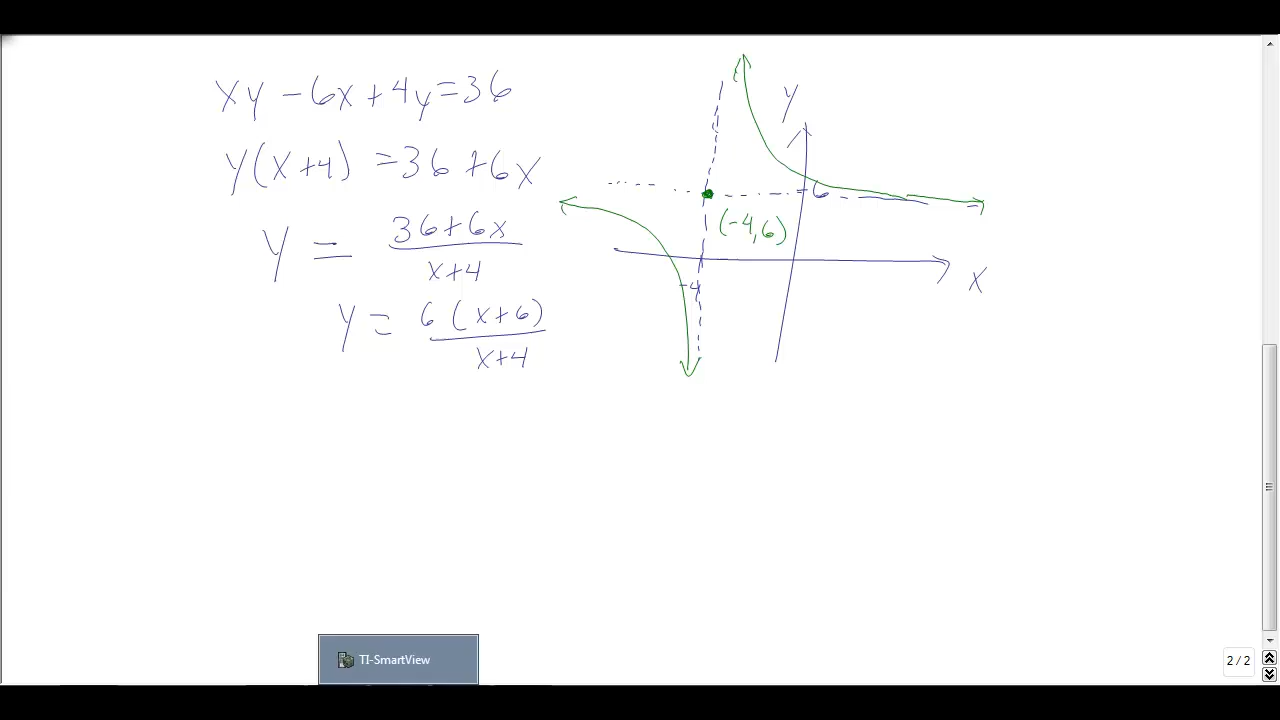 xy - 6x + 4y = 36
y(x+4) = 36 + 6x
y = 36+6x / x+4
y = 6(x+6) / x+4
y
6
(-4,6)
-4
x
TI-SmartView
2 / 2